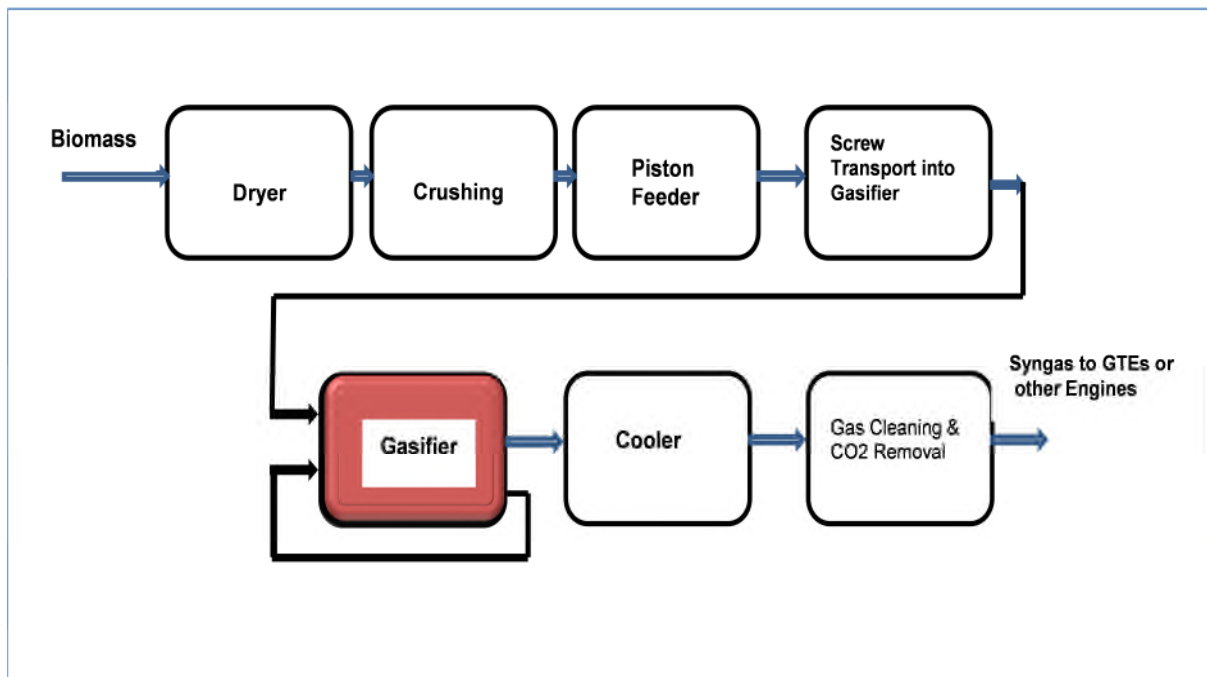 Biomass
Dryer
Crushing
Piston
Feeder
Screw
Transport into
Gasifier
Gasifier
Cooler
Gas Cleaning &
CO2 Removal
Syngas to GTEs or
other Engines